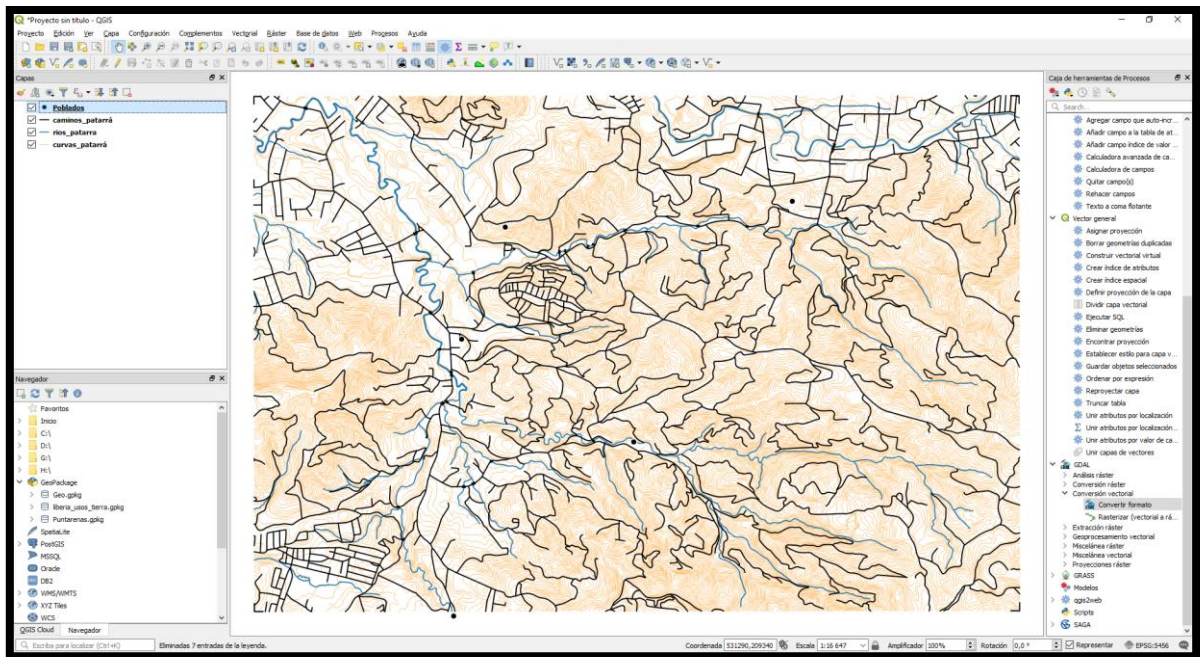 *Proyecto sin título - QGIS
Proyecto Edición Ver Capa Configuración Complementos Vectorial Ráster Base de datos Web Procesos Ayuda
Capas
Poblados
caminos_patarrá
rios_patarra
curvas_patarrá
Navegador
Favoritos
Inicio
C:\
D:\
G:\
H:\
GeoPackage
Geo.gpkg
liberia_usos_tierra.gpkg
Puntarenas.gpkg
SpatiaLite
PostGIS
MSSQL
Oracle
DB2
WMS/WMTS
XYZ Tiles
WCS
QGIS Cloud Navegador
Caja de herramientas de Procesos
Search...
Agregar campo que auto-incr...
Añadir campo a la tabla de at...
Añadir campo índice de valor ...
Calculadora avanzada de ca...
Calculadora de campos
Quitar campo(s)
Rehacer campos
Texto a coma flotante
Vector general
Asignar proyección
Borrar geometrías duplicadas
Construir vectorial virtual
Crear índice de atributos
Crear índice espacial
Definir proyección de la capa
Dividir capa vectorial
Ejecutar SQL
Eliminar geometrías
Encontrar proyección
Establecer estilo para capa v...
Guardar objetos seleccionados
Ordenar por expresión
Reproyectar capa
Truncar tabla
Unir atributos por localización
Unir atributos por localización...
Unir atributos por valor de ca...
Unir capas de vectores
GDAL
Análisis ráster
Conversión ráster
Conversión vectorial
Convertir formato
Rasterizar (vectorial a rá...
Extracción ráster
Geoprocesamiento vectorial
Miscelánea ráster
Miscelánea vectorial
Proyecciones ráster
GRASS
Modelos
qgis2web
Scripts
SAGA
Escriba para localizar (Ctrl+K) Eliminadas 7 entradas de la leyenda. Coordenada 531290,209340 Escala 1:16 647 Amplificador 100% Rotación 0,0 ° Representar EPSG:5456